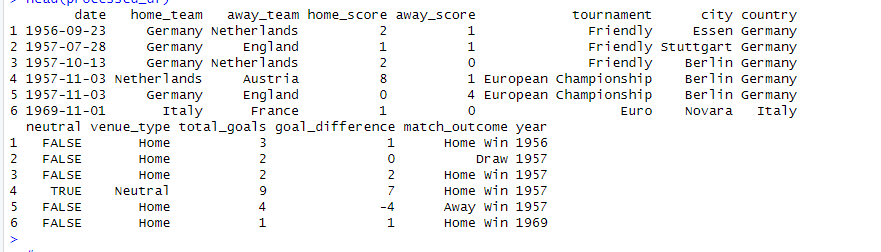 > head(processed_df)
        date   home_team   away_team home_score away_score             tournament      city country
1 1956-09-23     Germany Netherlands          2          1               Friendly     Essen Germany
2 1957-07-28     Germany     England          1          1               Friendly Stuttgart Germany
3 1957-10-13     Germany Netherlands          2          0               Friendly    Berlin Germany
4 1957-11-03 Netherlands     Austria          8          1 European Championship    Berlin Germany
5 1957-11-03     Germany     England          0          4 European Championship    Berlin Germany
6 1969-11-01       Italy      France          1          0                   Euro    Novara   Italy
  neutral venue_type total_goals goal_difference match_outcome year
1   FALSE       Home           3               1      Home Win 1956
2   FALSE       Home           2               0          Draw 1957
3   FALSE       Home           2               2      Home Win 1957
4    TRUE    Neutral           9               7      Home Win 1957
5   FALSE       Home           4              -4      Away Win 1957
6   FALSE       Home           1               1      Home Win 1969
>